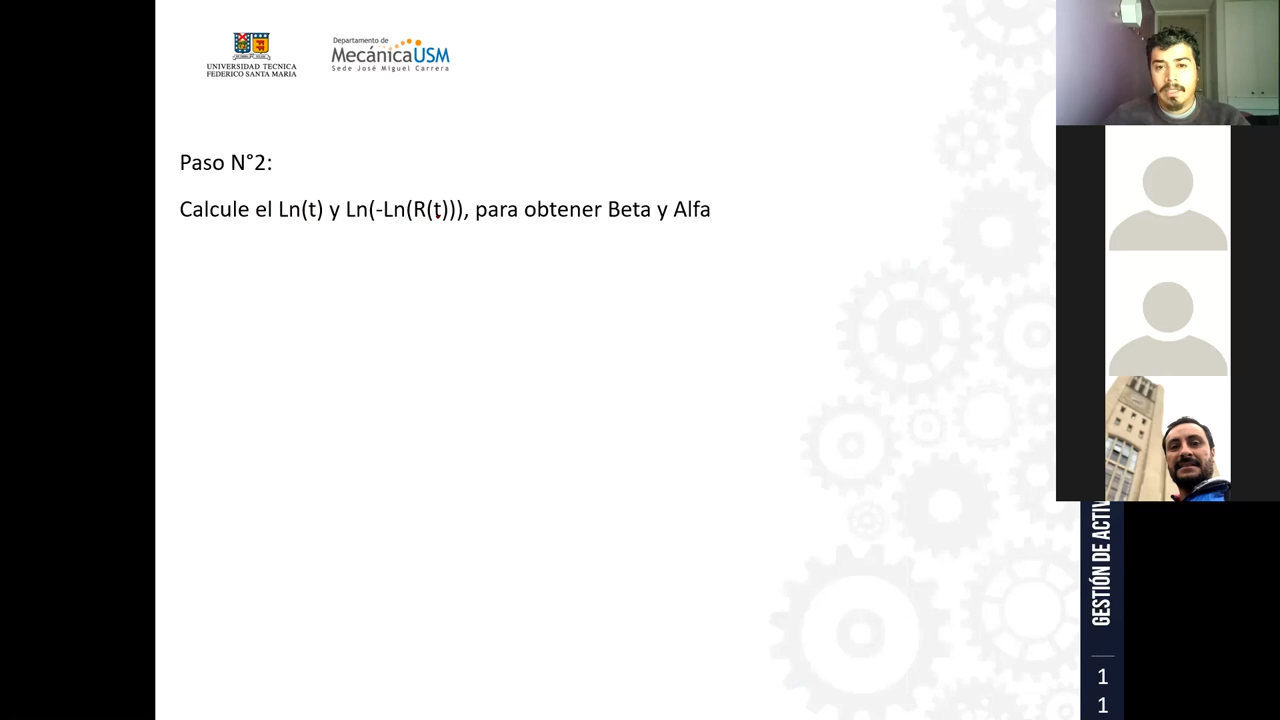 UNIVERSIDAD TECNICA
FEDERICO SANTA MARIA
Departamento de
MecánicaUSM
Sede José Miguel Carrera
Paso N°2:
Calcule el Ln(t) y Ln(-Ln(R(t))), para obtener Beta y Alfa
GESTIÓN DE ACTIV
1
1